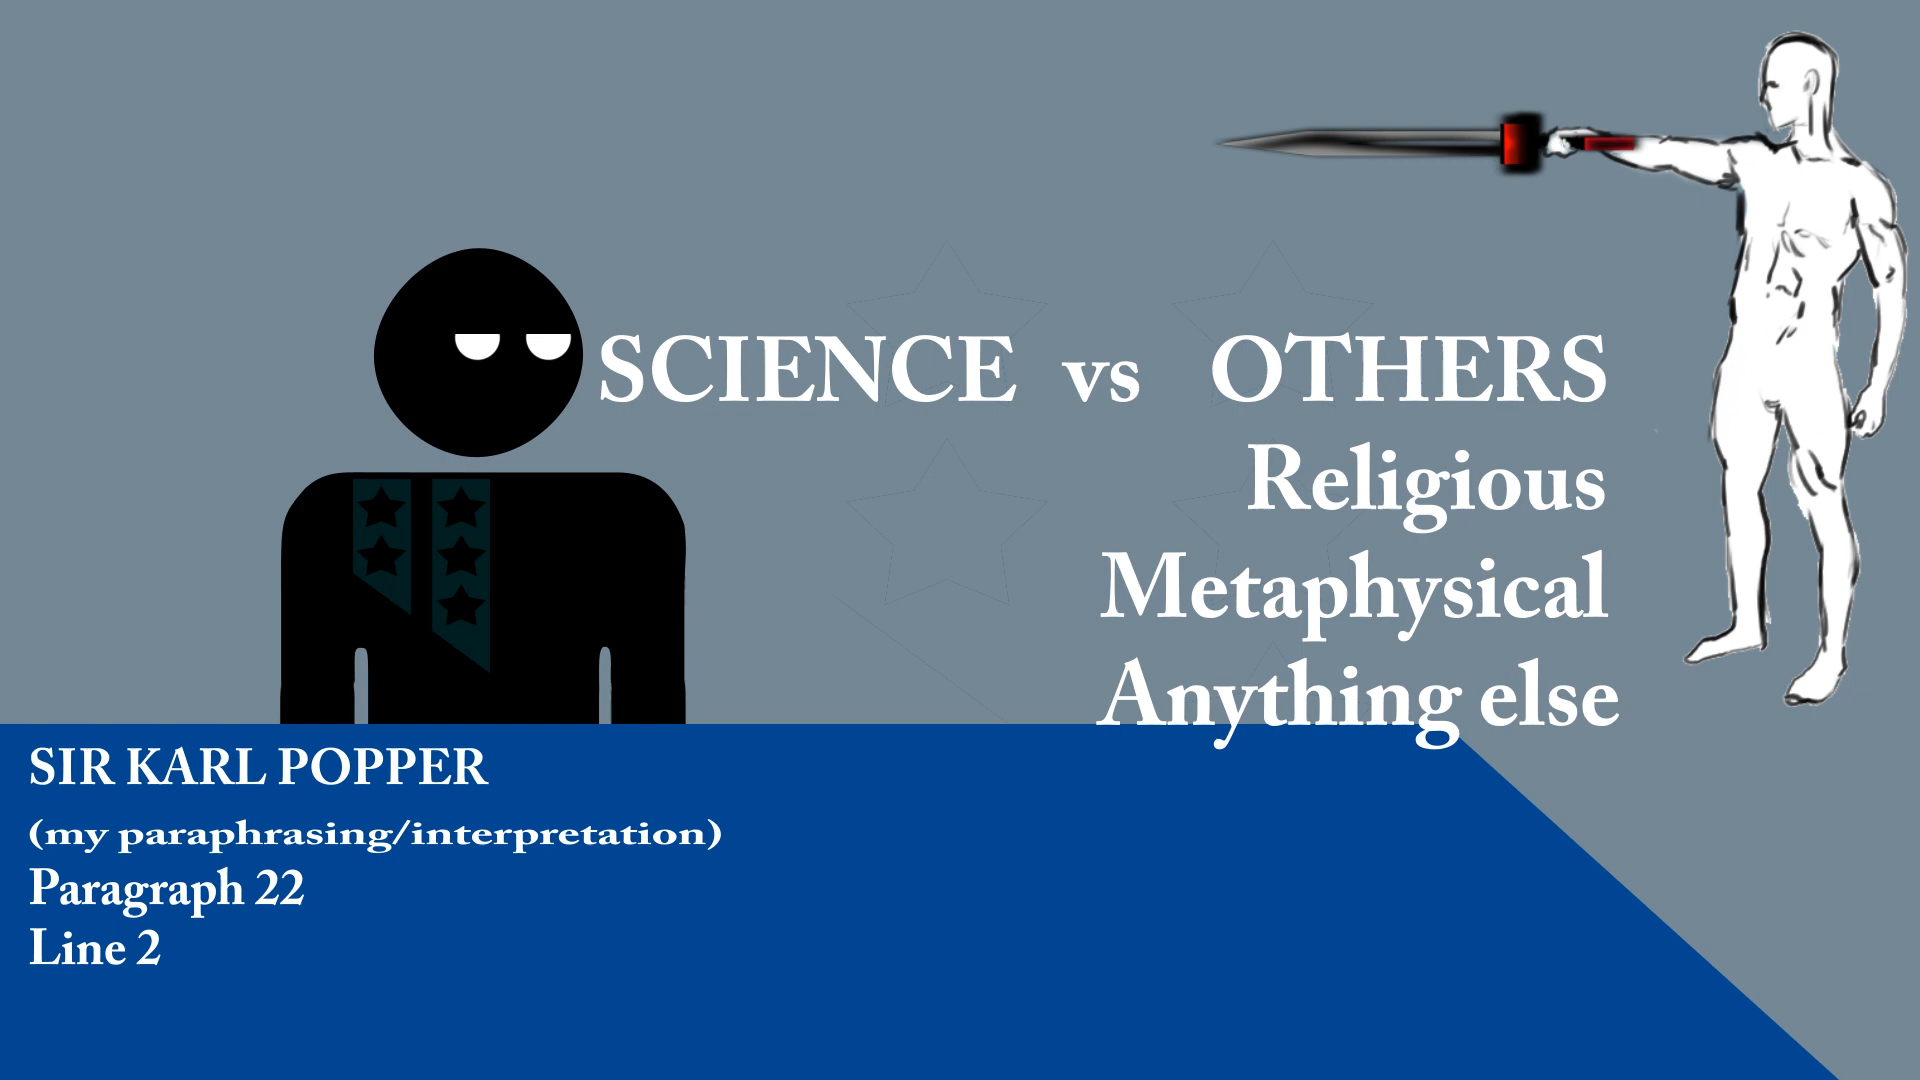 SCIENCE vs OTHERS
Religious
Metaphysical
Anything else
SIR KARL POPPER
(my paraphrasing/interpretation)
Paragraph 22
Line 2